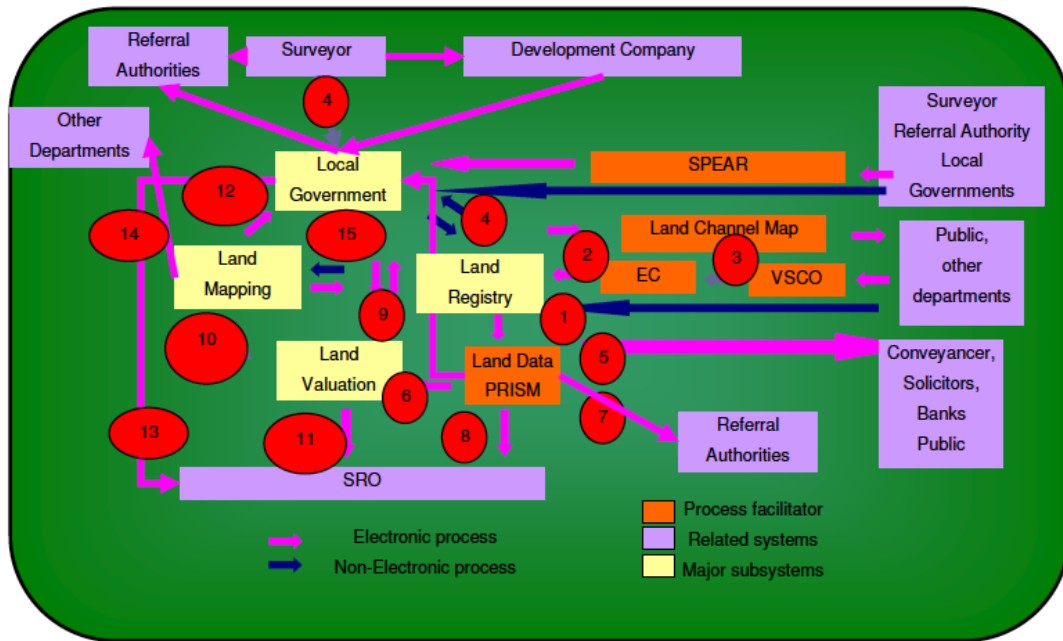 Referral
Authorities
Surveyor
Development Company
4
Other
Departments
Surveyor
Referral Authority
Local
Governments
SPEAR
Local
Government
12
4
14
15
2
Land Channel Map
3
Public,
other
departments
Land
Mapping
Land
Registry
EC
VSCO
9
1
10
5
Conveyancer,
Solicitors,
Banks
Public
Land
Valuation
6
Land Data
PRISM
7
13
11
8
Referral
Authorities
SRO
Electronic process
Non-Electronic process
Process facilitator
Related systems
Major subsystems